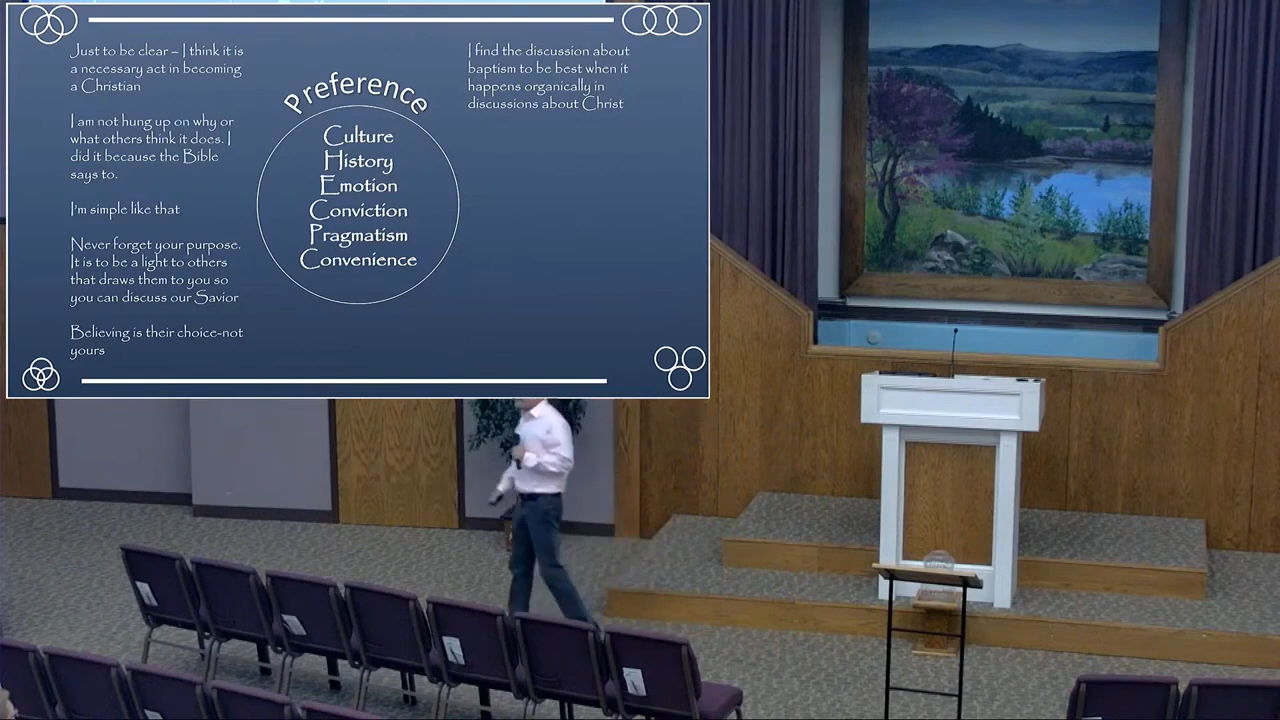 Just to be clear – I think it is
a necessary act in becoming
a Christian
I am not hung up on why or
what others think it does. I
did it because the Bible
says to.
I'm simple like that
Never forget your purpose.
It is to be a light to others
that draws them to you so
you can discuss our Savior
Believing is their choice-not
yours
Preference
Culture
History
Emotion
Conviction
Pragmatism
Convenience
I find the discussion about
baptism to be best when it
happens organically in
discussions about Christ